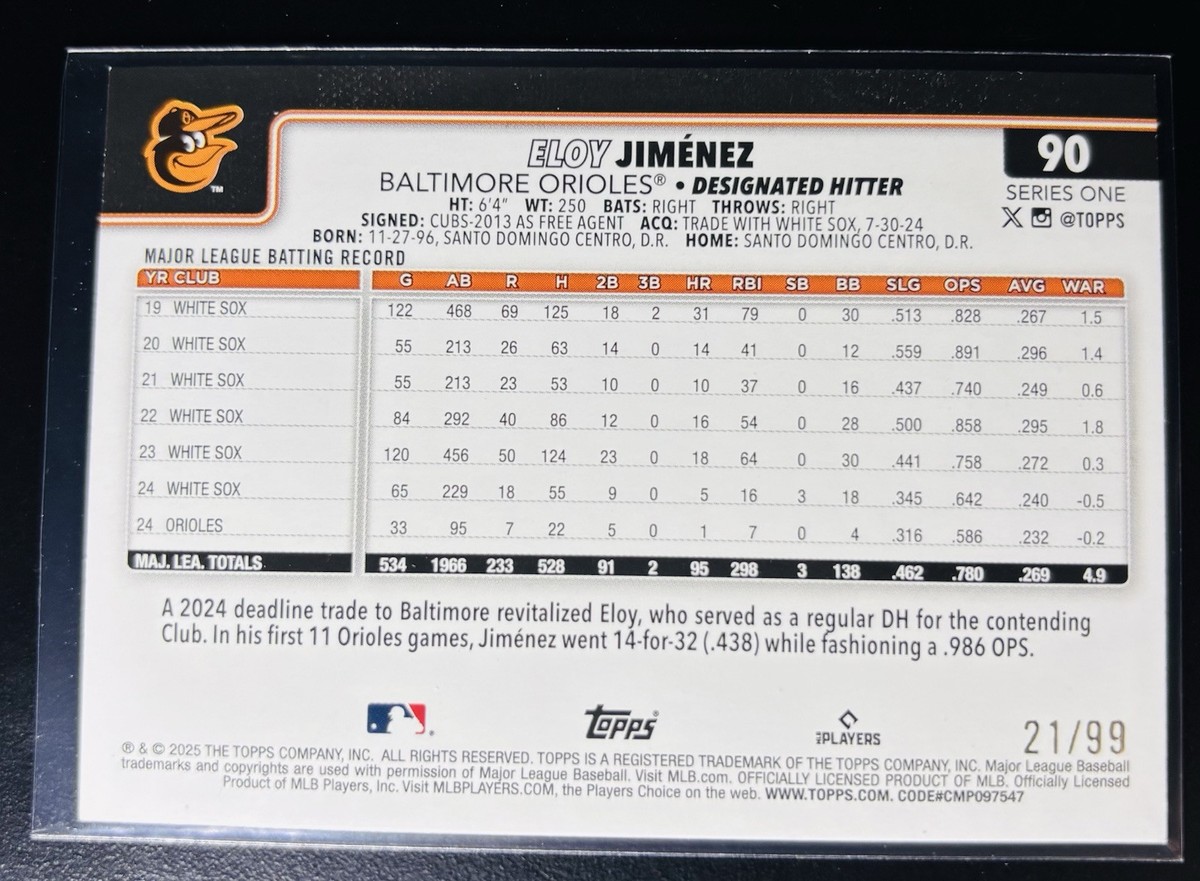 TM
ELOY JIMÉNEZ
90
BALTIMORE ORIOLES® • DESIGNATED HITTER
SERIES ONE
HT: 6'4" WT: 250 BATS: RIGHT THROWS: RIGHT
X @TOPPS
SIGNED: CUBS-2013 AS FREE AGENT ACQ: TRADE WITH WHITE SOX, 7-30-24
BORN: 11-27-96, SANTO DOMINGO CENTRO, D.R. HOME: SANTO DOMINGO CENTRO, D.R.
MAJOR LEAGUE BATTING RECORD
YR CLUB G AB R H 2B 3B HR RBI SB BB SLG OPS AVG WAR
19 WHITE SOX 122 468 69 125 18 2 31 79 0 30 .513 .828 .267 1.5
20 WHITE SOX 55 213 26 63 14 0 14 41 0 12 .559 .891 .296 1.4
21 WHITE SOX 55 213 23 53 10 0 10 37 0 16 .437 .740 .249 0.6
22 WHITE SOX 84 292 40 86 12 0 16 54 0 28 .500 .858 .295 1.8
23 WHITE SOX 120 456 50 124 23 0 18 64 0 30 .441 .758 .272 0.3
24 WHITE SOX 65 229 18 55 9 0 5 16 3 18 .345 .642 .240 -0.5
24 ORIOLES 33 95 7 22 5 0 1 7 0 4 .316 .586 .232 -0.2
MAJ. LEA. TOTALS 534 1966 233 528 91 2 95 298 3 138 .462 .780 .269 4.9
A 2024 deadline trade to Baltimore revitalized Eloy, who served as a regular DH for the contending
Club. In his first 11 Orioles games, Jiménez went 14-for-32 (.438) while fashioning a .986 OPS.
topps®
MLB PLAYERS
21/99
® & © 2025 THE TOPPS COMPANY, INC. ALL RIGHTS RESERVED. TOPPS IS A REGISTERED TRADEMARK OF THE TOPPS COMPANY, INC. Major League Baseball
trademarks and copyrights are used with permission of Major League Baseball. Visit MLB.com. OFFICIALLY LICENSED PRODUCT OF MLB. Officially Licensed
Product of MLB Players, Inc. Visit MLBPLAYERS.COM, the Players Choice on the web. WWW.TOPPS.COM. CODE#CMP097547